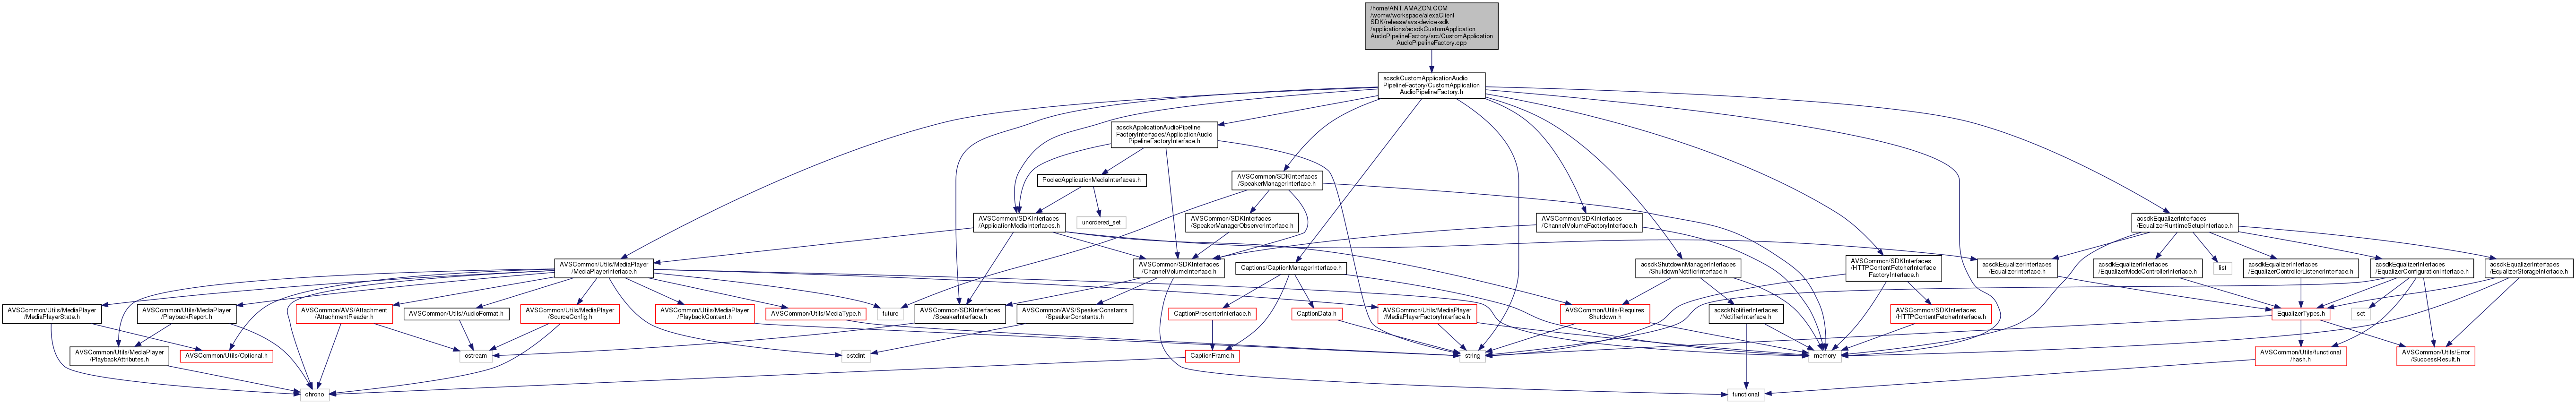 /home/ANT.AMAZON.COM
/womw/workspace/alexaClient
SDK/release/avs-device-sdk
/applications/acsdkCustomApplication
AudioPipelineFactory/src/CustomApplication
AudioPipelineFactory.cpp
acsdkCustomApplicationAudio
PipelineFactory/CustomApplication
AudioPipelineFactory.h
acsdkApplicationAudioPipeline
FactoryInterfaces/ApplicationAudio
PipelineFactoryInterface.h
PooledApplicationMediaInterfaces.h
AVSCommon/SDKInterfaces
/SpeakerManagerInterface.h
unordered_set
AVSCommon/SDKInterfaces
/ApplicationMediaInterfaces.h
AVSCommon/SDKInterfaces
/SpeakerManagerObserverInterface.h
AVSCommon/SDKInterfaces
/ChannelVolumeFactoryInterface.h
acsdkEqualizerInterfaces
/EqualizerRuntimeSetupInterface.h
AVSCommon/Utils/MediaPlayer
/MediaPlayerInterface.h
AVSCommon/SDKInterfaces
/ChannelVolumeInterface.h
Captions/CaptionManagerInterface.h
acsdkShutdownManagerInterfaces
/ShutdownNotifierInterface.h
AVSCommon/SDKInterfaces
/HTTPContentFetcherInterface
FactoryInterface.h
acsdkEqualizerInterfaces
/EqualizerInterface.h
acsdkEqualizerInterfaces
/EqualizerModeControllerInterface.h
list
acsdkEqualizerInterfaces
/EqualizerControllerListenerInterface.h
acsdkEqualizerInterfaces
/EqualizerConfigurationInterface.h
acsdkEqualizerInterfaces
/EqualizerStorageInterface.h
AVSCommon/Utils/MediaPlayer
/MediaPlayerState.h
AVSCommon/Utils/MediaPlayer
/PlaybackReport.h
AVSCommon/AVS/Attachment
/AttachmentReader.h
AVSCommon/Utils/AudioFormat.h
AVSCommon/Utils/MediaPlayer
/SourceConfig.h
AVSCommon/Utils/MediaPlayer
/PlaybackContext.h
AVSCommon/Utils/MediaType.h
future
AVSCommon/SDKInterfaces
/SpeakerInterface.h
AVSCommon/AVS/SpeakerConstants
/SpeakerConstants.h
CaptionPresenterInterface.h
CaptionData.h
AVSCommon/Utils/MediaPlayer
/MediaPlayerFactoryInterface.h
AVSCommon/Utils/Requires
Shutdown.h
acsdkNotifierInterfaces
/NotifierInterface.h
AVSCommon/SDKInterfaces
/HTTPContentFetcherInterface.h
EqualizerTypes.h
set
AVSCommon/Utils/MediaPlayer
/PlaybackAttributes.h
AVSCommon/Utils/Optional.h
ostream
cstdint
CaptionFrame.h
string
memory
AVSCommon/Utils/functional
/hash.h
AVSCommon/Utils/Error
/SuccessResult.h
chrono
functional